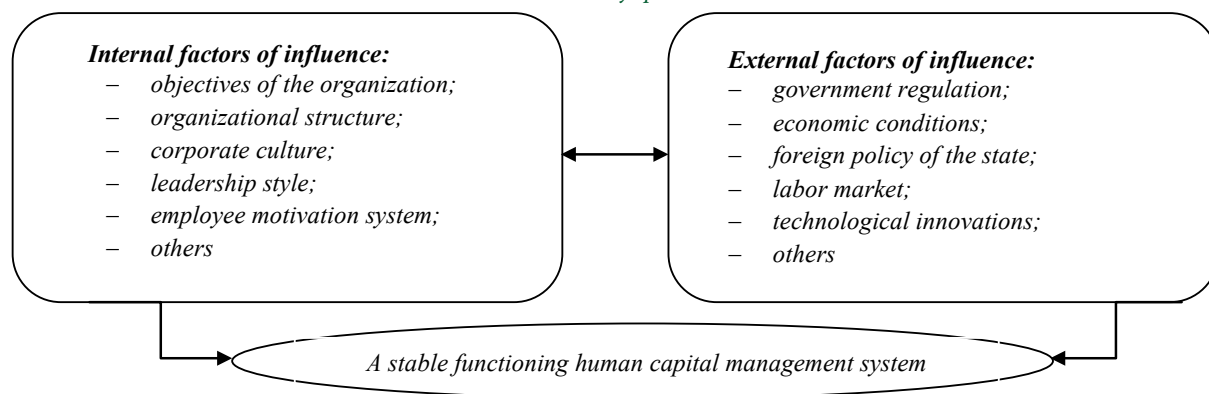 Internal factors of influence:
– objectives of the organization;
– organizational structure;
– corporate culture;
– leadership style;
– employee motivation system;
– others
External factors of influence:
– government regulation;
– economic conditions;
– foreign policy of the state;
– labor market;
– technological innovations;
– others
A stable functioning human capital management system